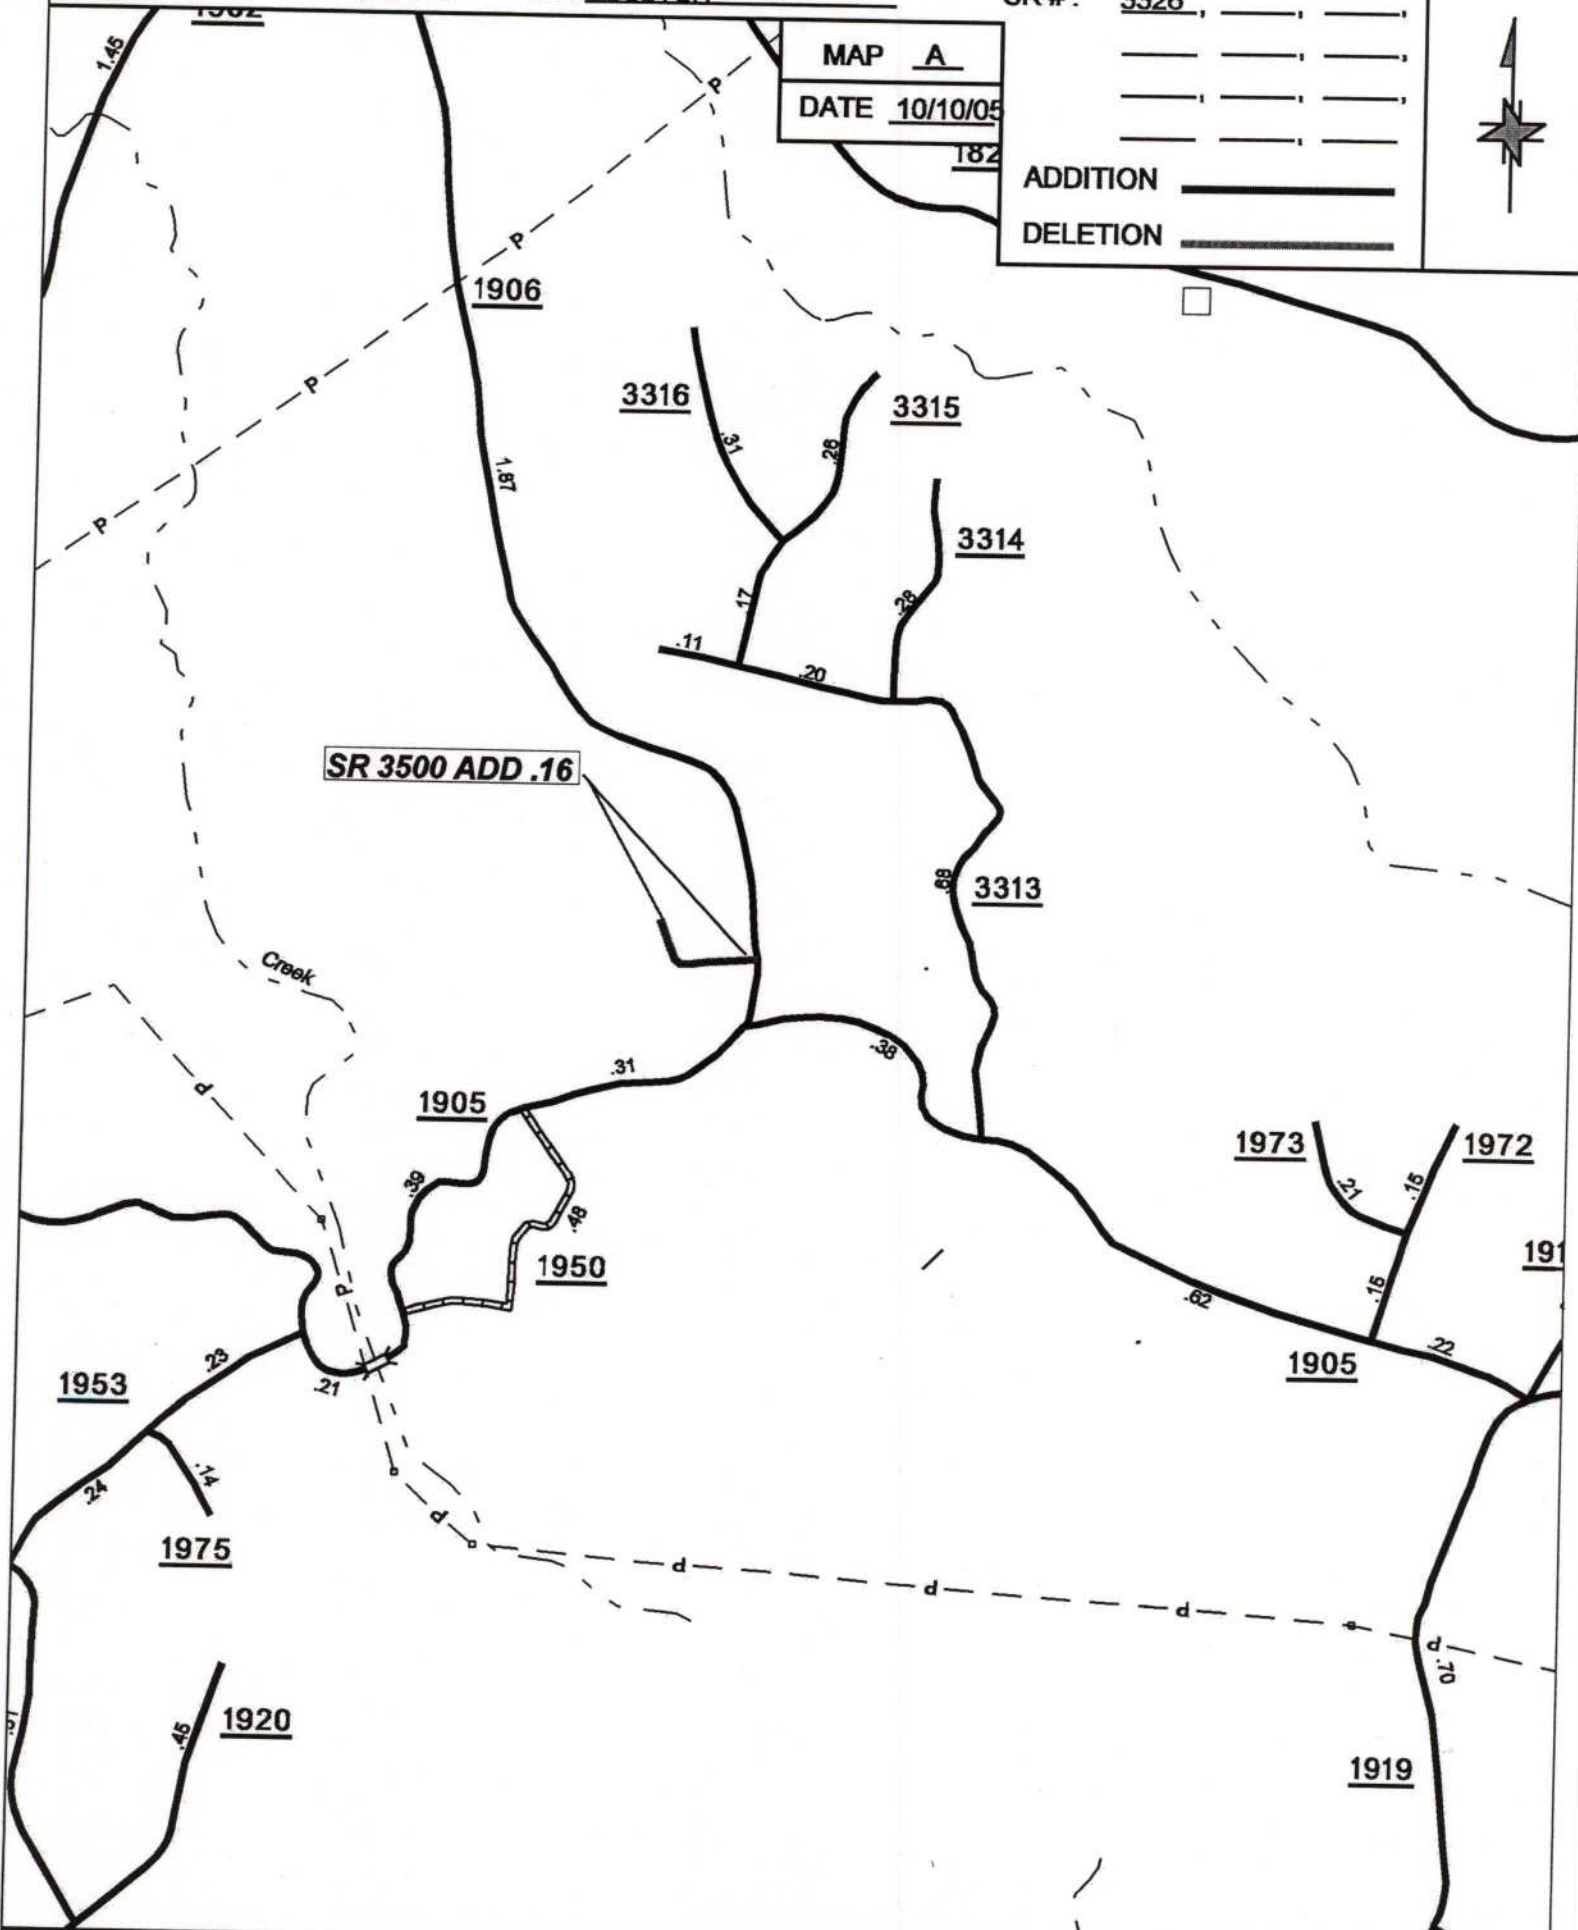 MAP A
DATE 10/10/05
ADDITION
DELETION
1.45
P
1906
P
P
P
1.87
3316
.31
3315
.26
3314
.28
.17
.11
.20
SR 3500 ADD .16
.68
3313
Creek
P
.31
.38
1905
.39
.48
1950
P
1973
.21
1972
.15
.15
.62
1905
.22
1953
.23
.21
.24
.14
1975
P
P
P
P
P
.70
1920
.45
1919